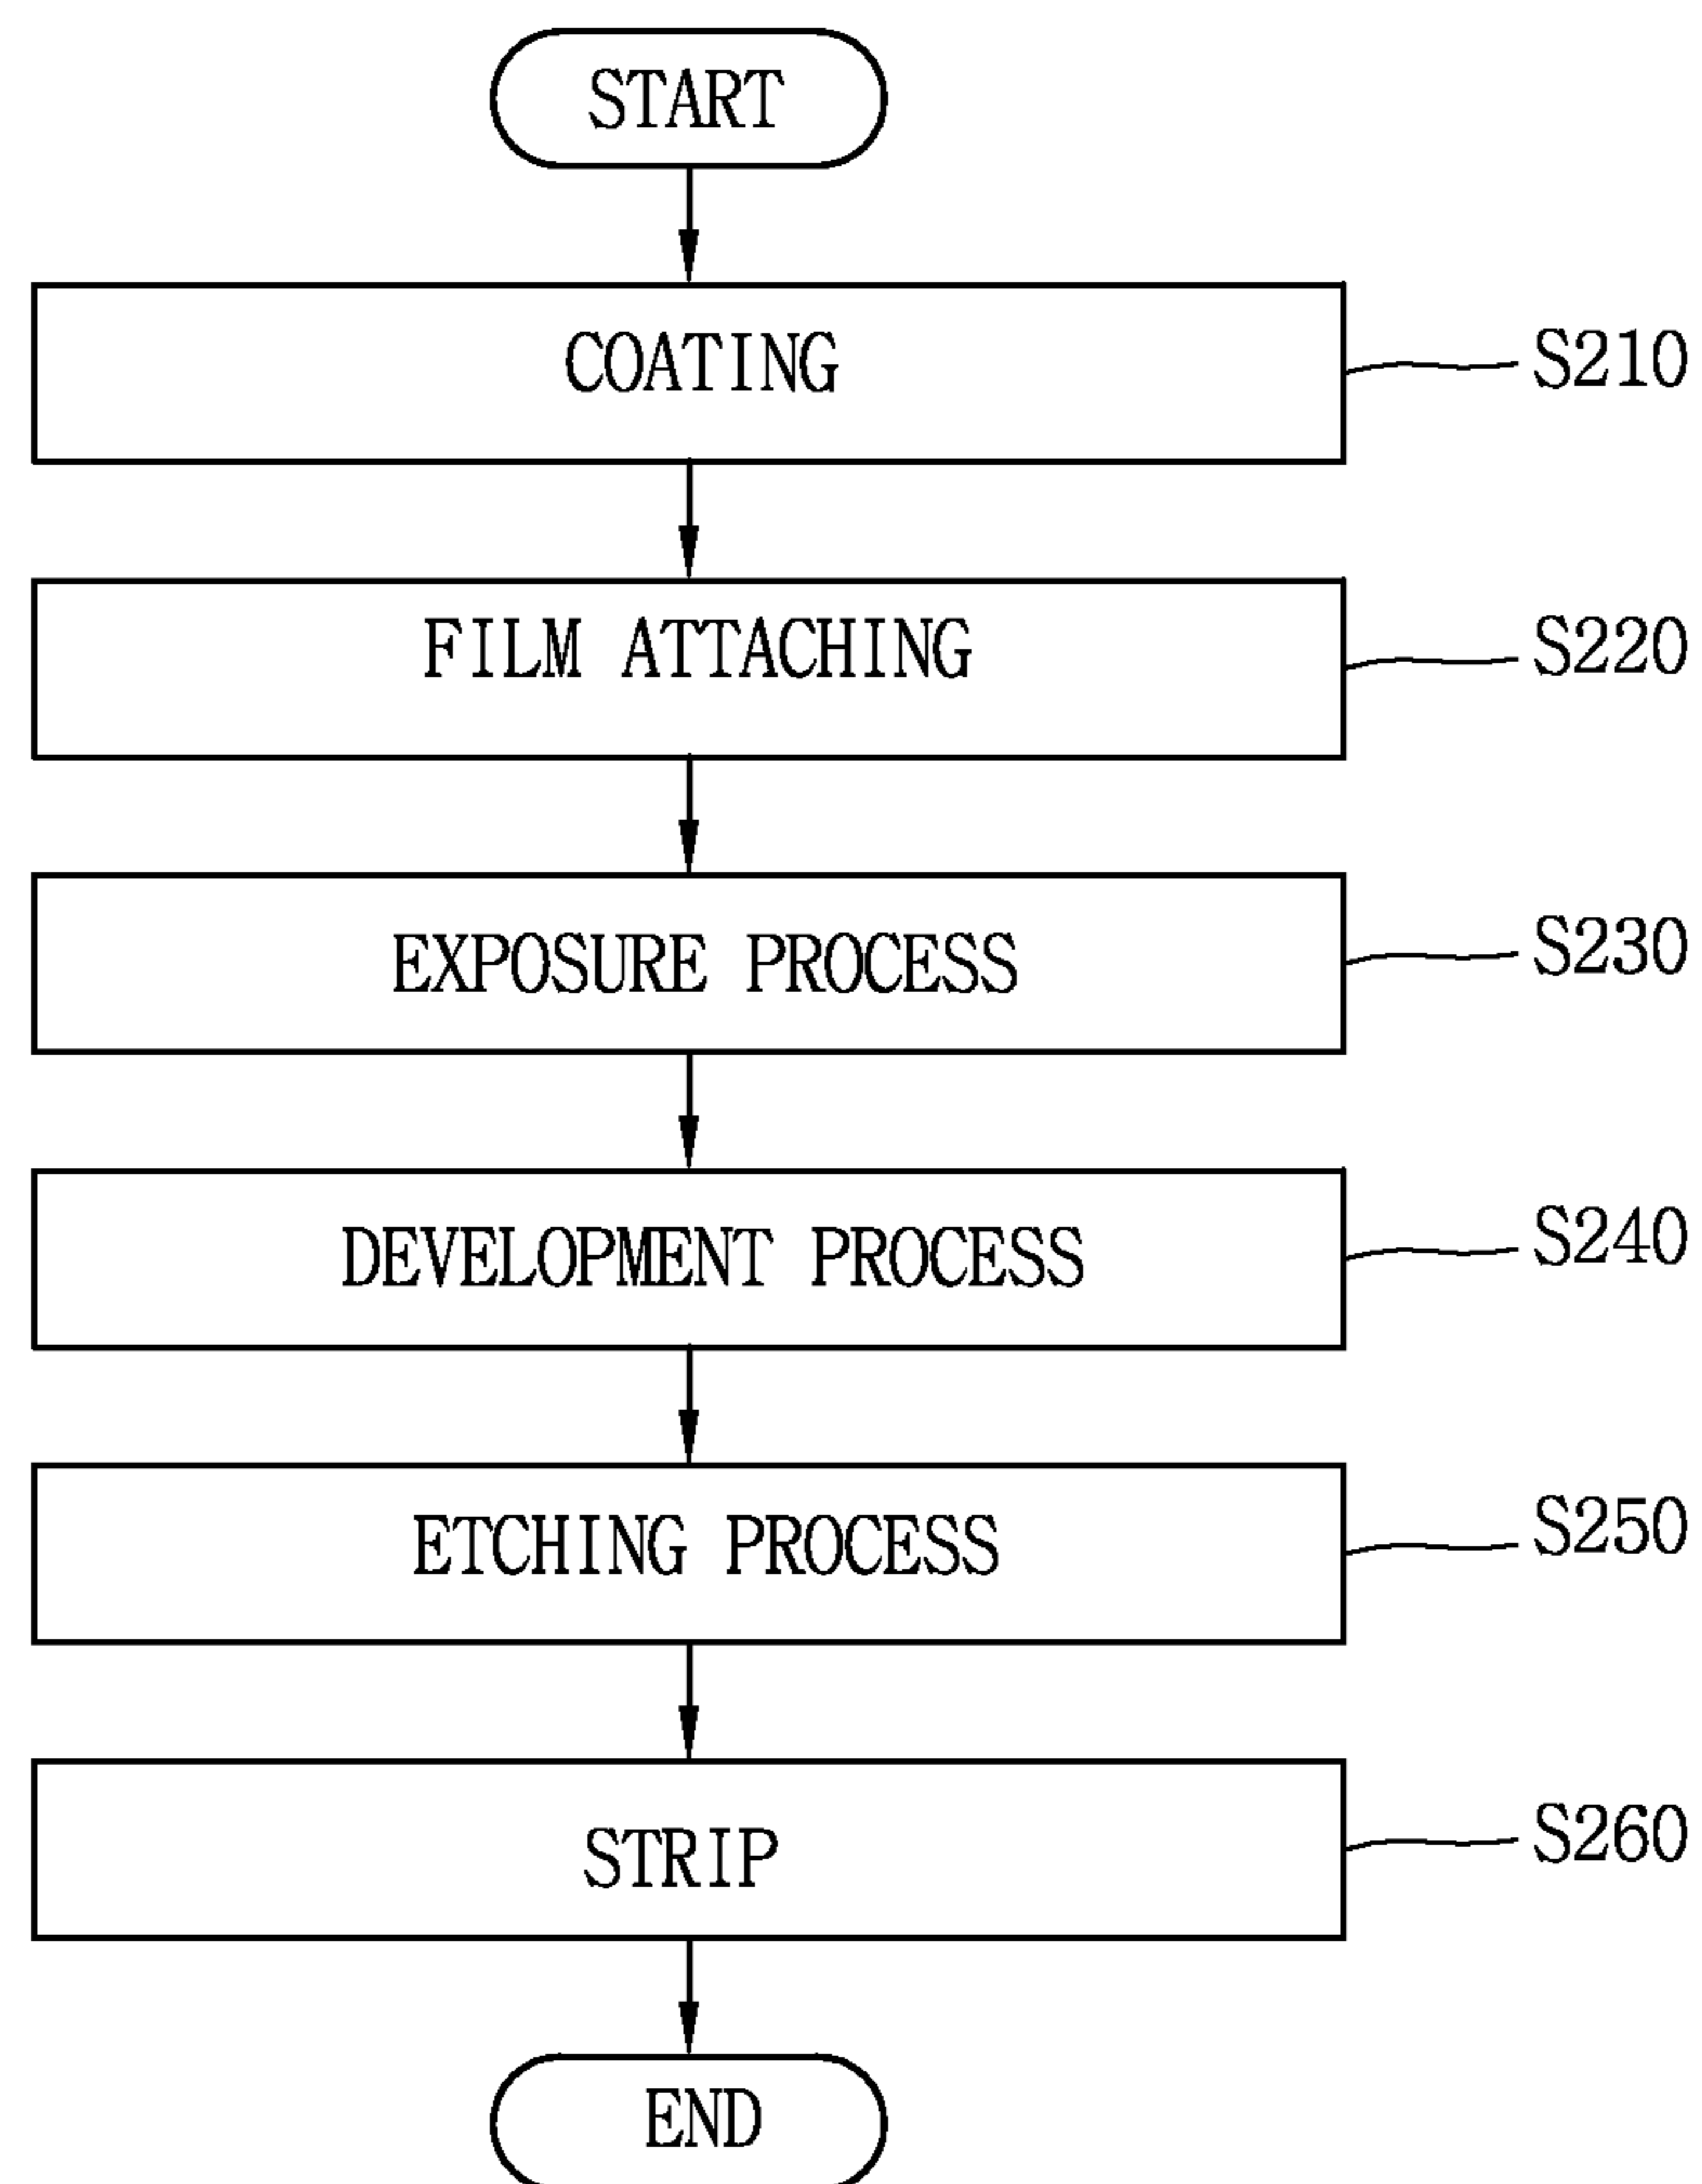 START
COATING
S210
FILM ATTACHING
S220
EXPOSURE PROCESS
S230
DEVELOPMENT PROCESS
S240
ETCHING PROCESS
S250
STRIP
S260
END